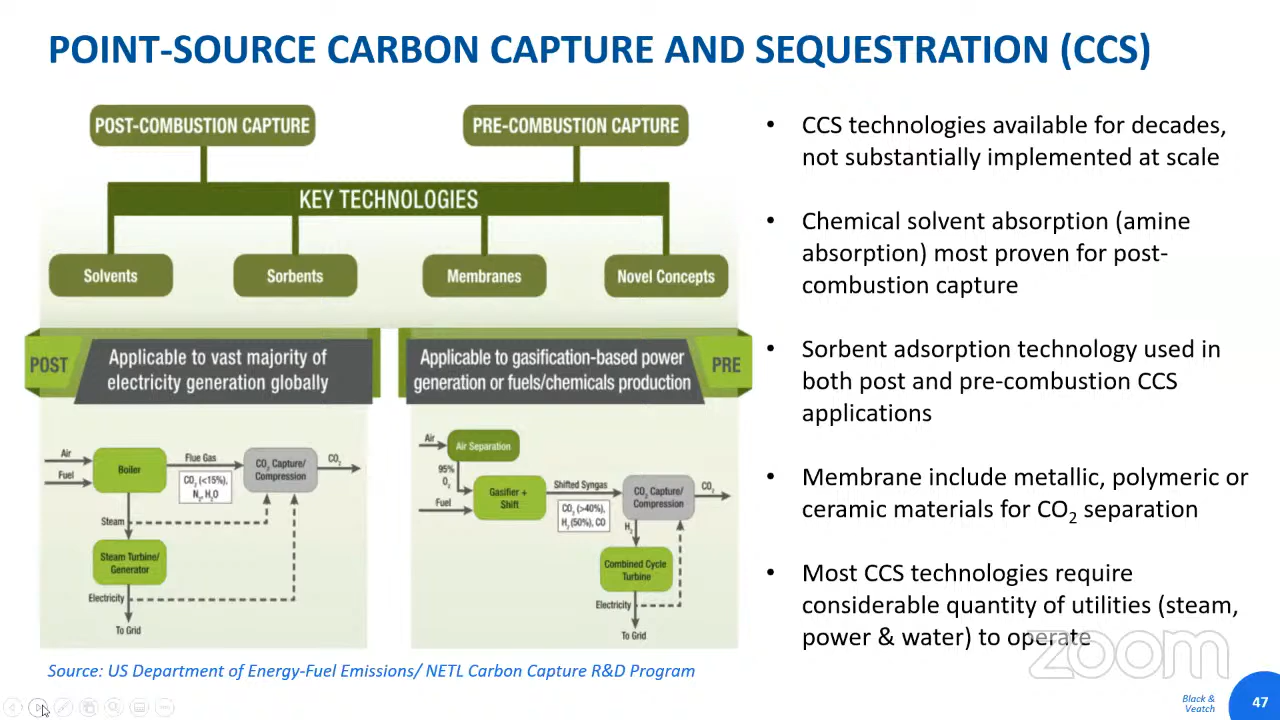 POINT-SOURCE CARBON CAPTURE AND SEQUESTRATION (CCS)
POST-COMBUSTION CAPTURE
PRE-COMBUSTION CAPTURE
KEY TECHNOLOGIES
Solvents
Sorbents
Membranes
Novel Concepts
POST
Applicable to vast majority of
electricity generation globally
Applicable to gasification-based power
generation or fuels/chemicals production
PRE
Air
Fuel
Boiler
Flue Gas
CO₂ (<15%),
N₂, H₂O
CO₂ Capture/
Compression
CO₂
Steam
Steam Turbine/
Generator
Electricity
To Grid
Air
Air Separation
95%
O₂
Fuel
Gasifier +
Shift
Shifted Syngas
CO₂ (>40%),
H₂ (50%), CO
CO₂ Capture/
Compression
CO₂
H₂
Combined Cycle
Turbine
Electricity
To Grid
• CCS technologies available for decades,
not substantially implemented at scale
• Chemical solvent absorption (amine
absorption) most proven for post-
combustion capture
• Sorbent adsorption technology used in
both post and pre-combustion CCS
applications
• Membrane include metallic, polymeric or
ceramic materials for CO₂ separation
• Most CCS technologies require
considerable quantity of utilities (steam,
power & water) to operate
zoom
Source: US Department of Energy-Fuel Emissions/ NETL Carbon Capture R&D Program
Black &
Veatch
47